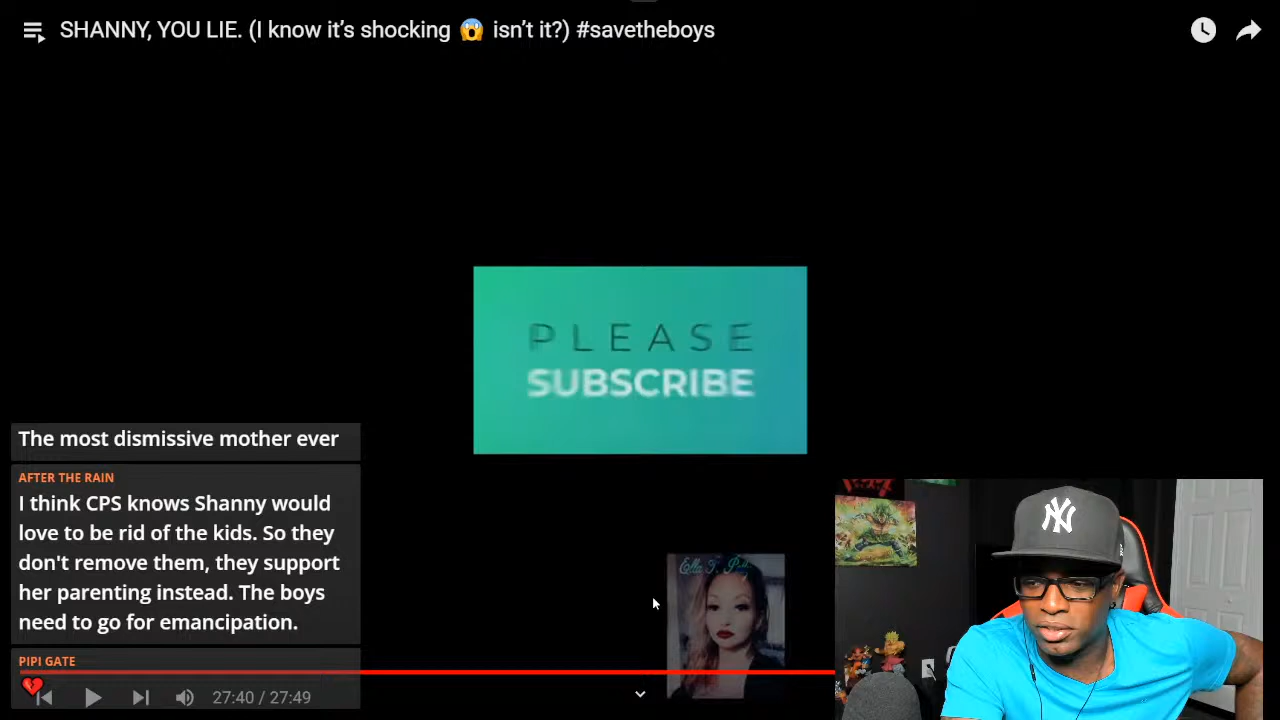 SHANNY, YOU LIE. (I know it's shocking 😱 isn't it?) #savetheboys
PLEASE
SUBSCRIBE
The most dismissive mother ever
AFTER THE RAIN
I think CPS knows Shanny would
love to be rid of the kids. So they
don't remove them, they support
her parenting instead. The boys
need to go for emancipation.
PIPI GATE
27:40 / 27:49
NY